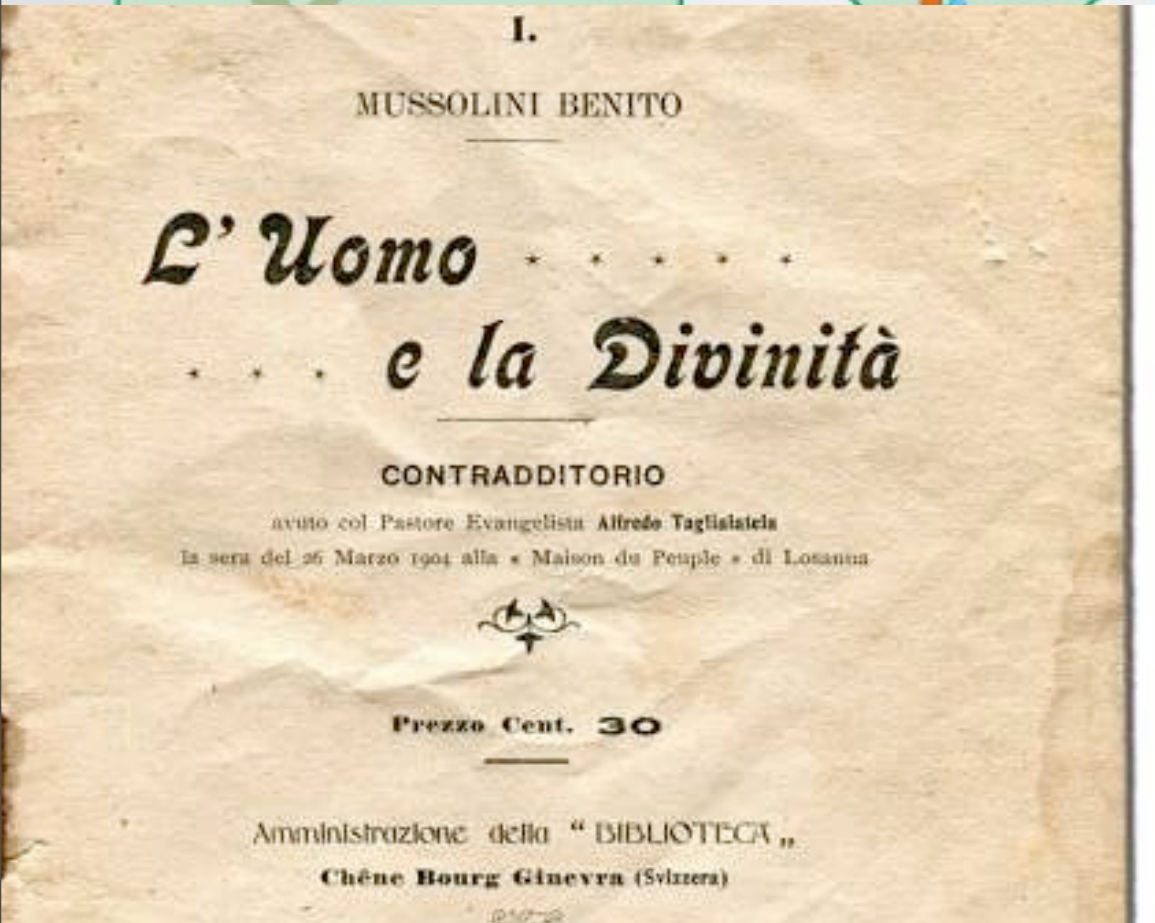 I.
MUSSOLINI BENITO
L' Uomo
e la Divinità
CONTRADDITORIO
avuto col Pastore Evangelista Alfredo Taglialatela
la sera del 26 Marzo 1904 alla « Maison du Peuple » di Losanna
Prezzo Cent. 30
Amministrazione della “ BIBLIOTECA „
Chêne Bourg Ginevra (Svizzera)